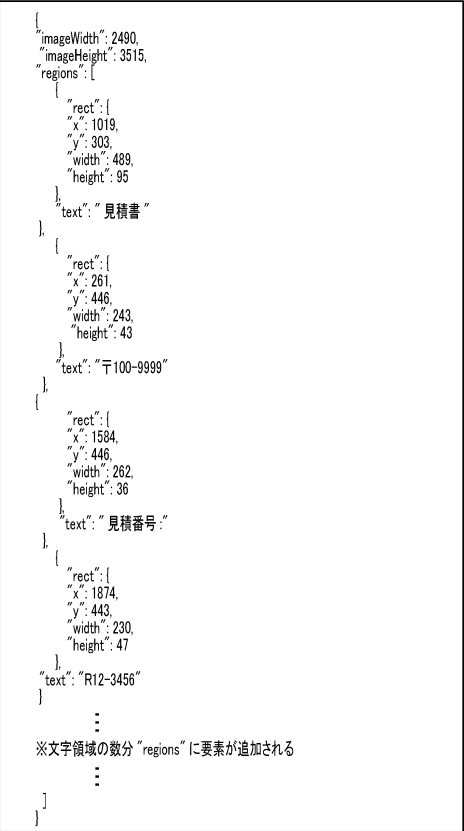 {
"imageWidth": 2490,
"imageHeight": 3515,
"regions": [
{
"rect": {
"x": 1019,
"y": 303,
"width": 489,
"height": 95
},
"text": " 見積書 "
},
{
"rect": {
"x": 261,
"y": 446,
"width": 243,
"height": 43
},
"text": "〒100-9999"
},
{
"rect": {
"x": 1584,
"y": 446,
"width": 262,
"height": 36
},
"text": " 見積番号 :"
},
{
"rect": {
"x": 1874,
"y": 443,
"width": 230,
"height": 47
},
"text": "R12-3456"
}
⋮
※文字領域の数分 "regions" に要素が追加される
⋮
]
}